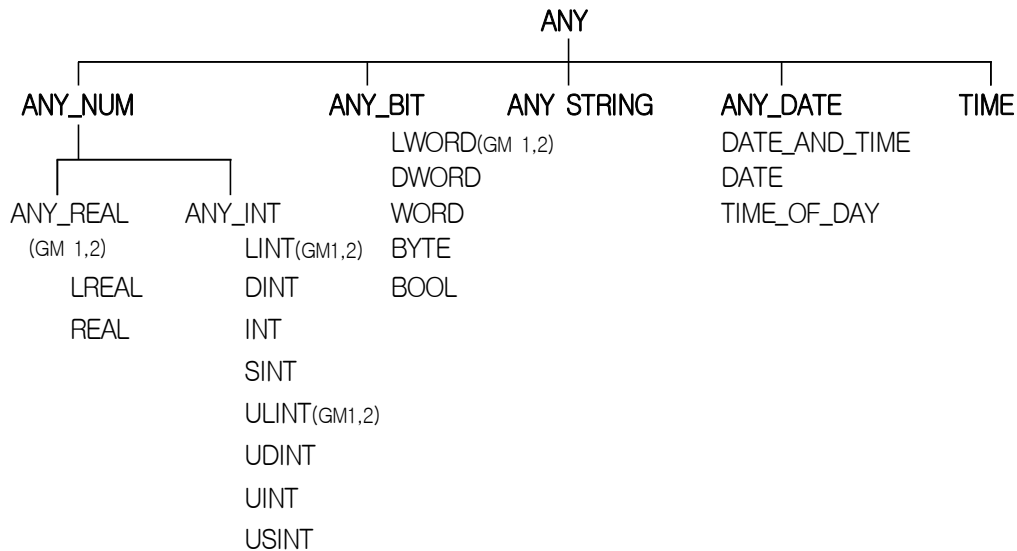 ANY
ANY_NUM ANY_BIT ANY STRING ANY_DATE TIME
LWORD(GM 1,2) DATE_AND_TIME
DWORD DATE
ANY_REAL ANY_INT WORD TIME_OF_DAY
(GM 1,2) LINT(GM1,2) BYTE
LREAL DINT BOOL
REAL INT
SINT
ULINT(GM1,2)
UDINT
UINT
USINT